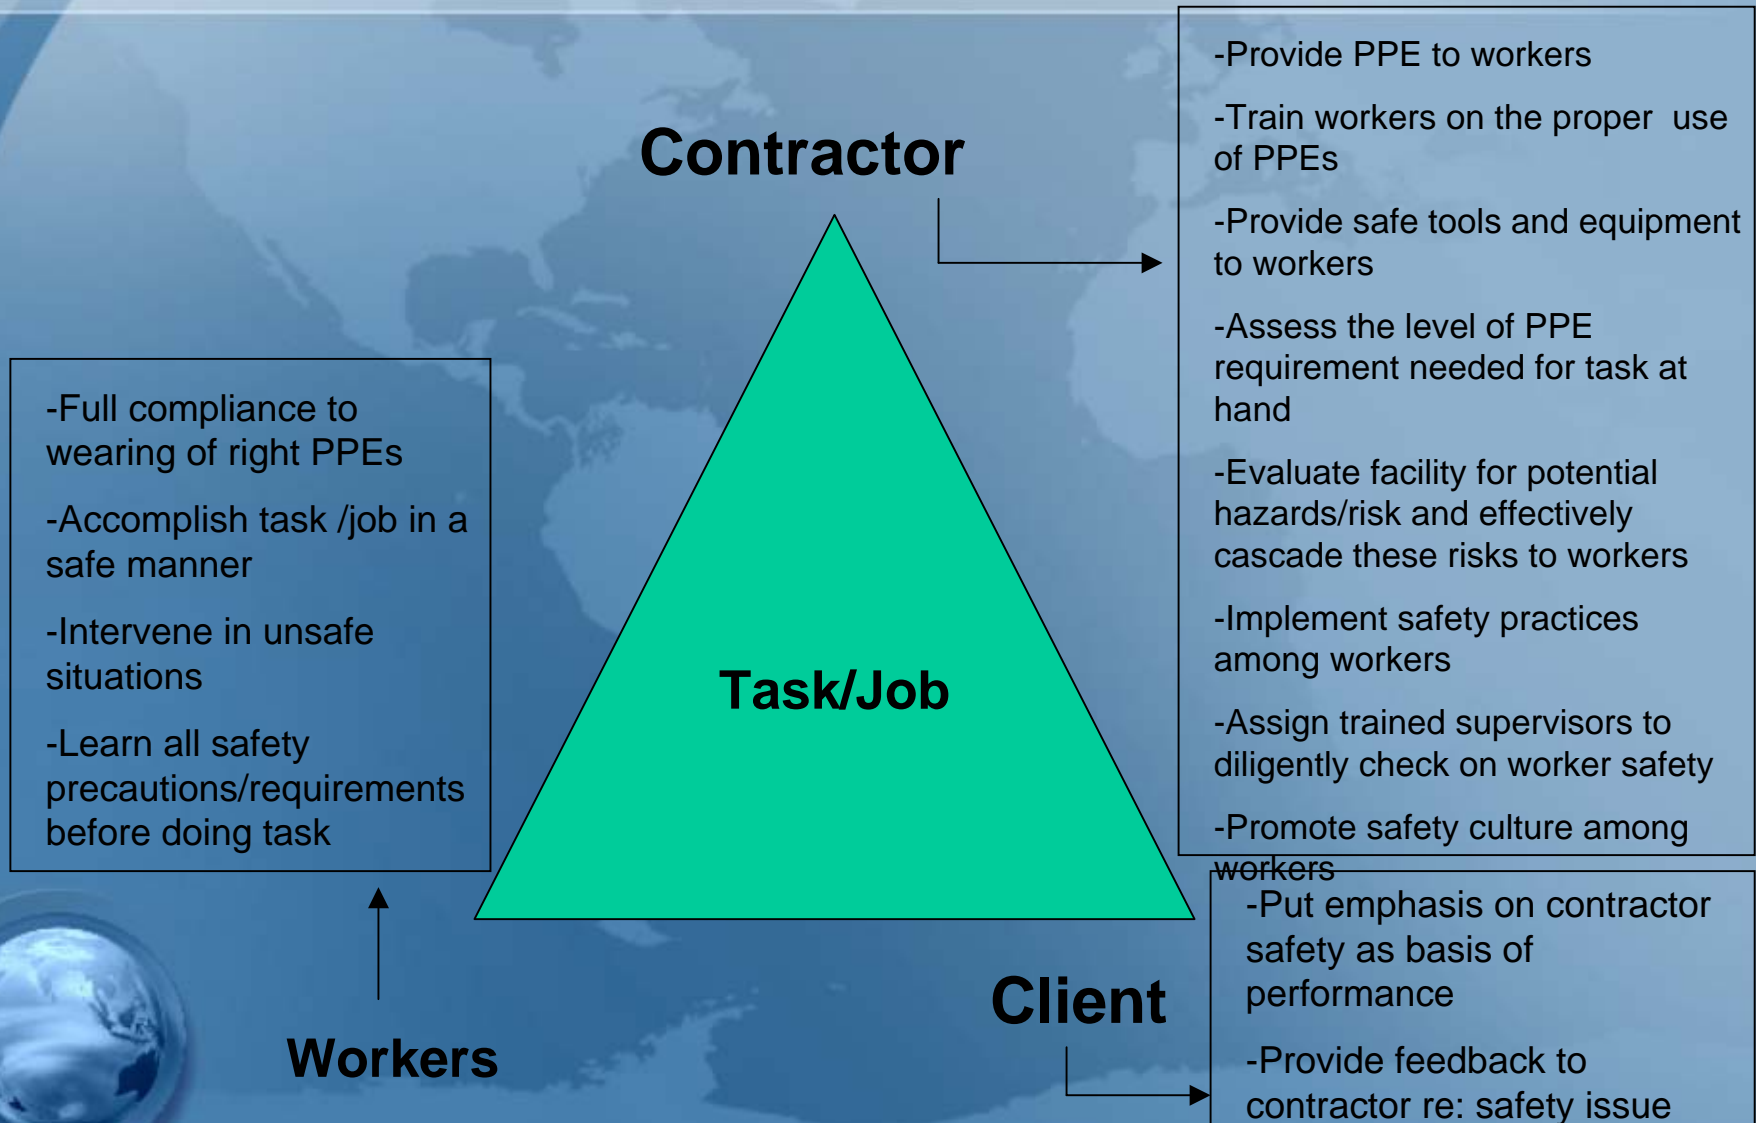 Contractor
-Provide PPE to workers
-Train workers on the proper use
of PPEs
-Provide safe tools and equipment
to workers
-Assess the level of PPE
requirement needed for task at
hand
-Evaluate facility for potential
hazards/risk and effectively
cascade these risks to workers
-Implement safety practices
among workers
-Assign trained supervisors to
diligently check on worker safety
-Promote safety culture among
workers
-Full compliance to
wearing of right PPEs
-Accomplish task /job in a
safe manner
-Intervene in unsafe
situations
-Learn all safety
precautions/requirements
before doing task
Task/Job
Workers
Client
-Put emphasis on contractor
safety as basis of
performance
-Provide feedback to
contractor re: safety issue